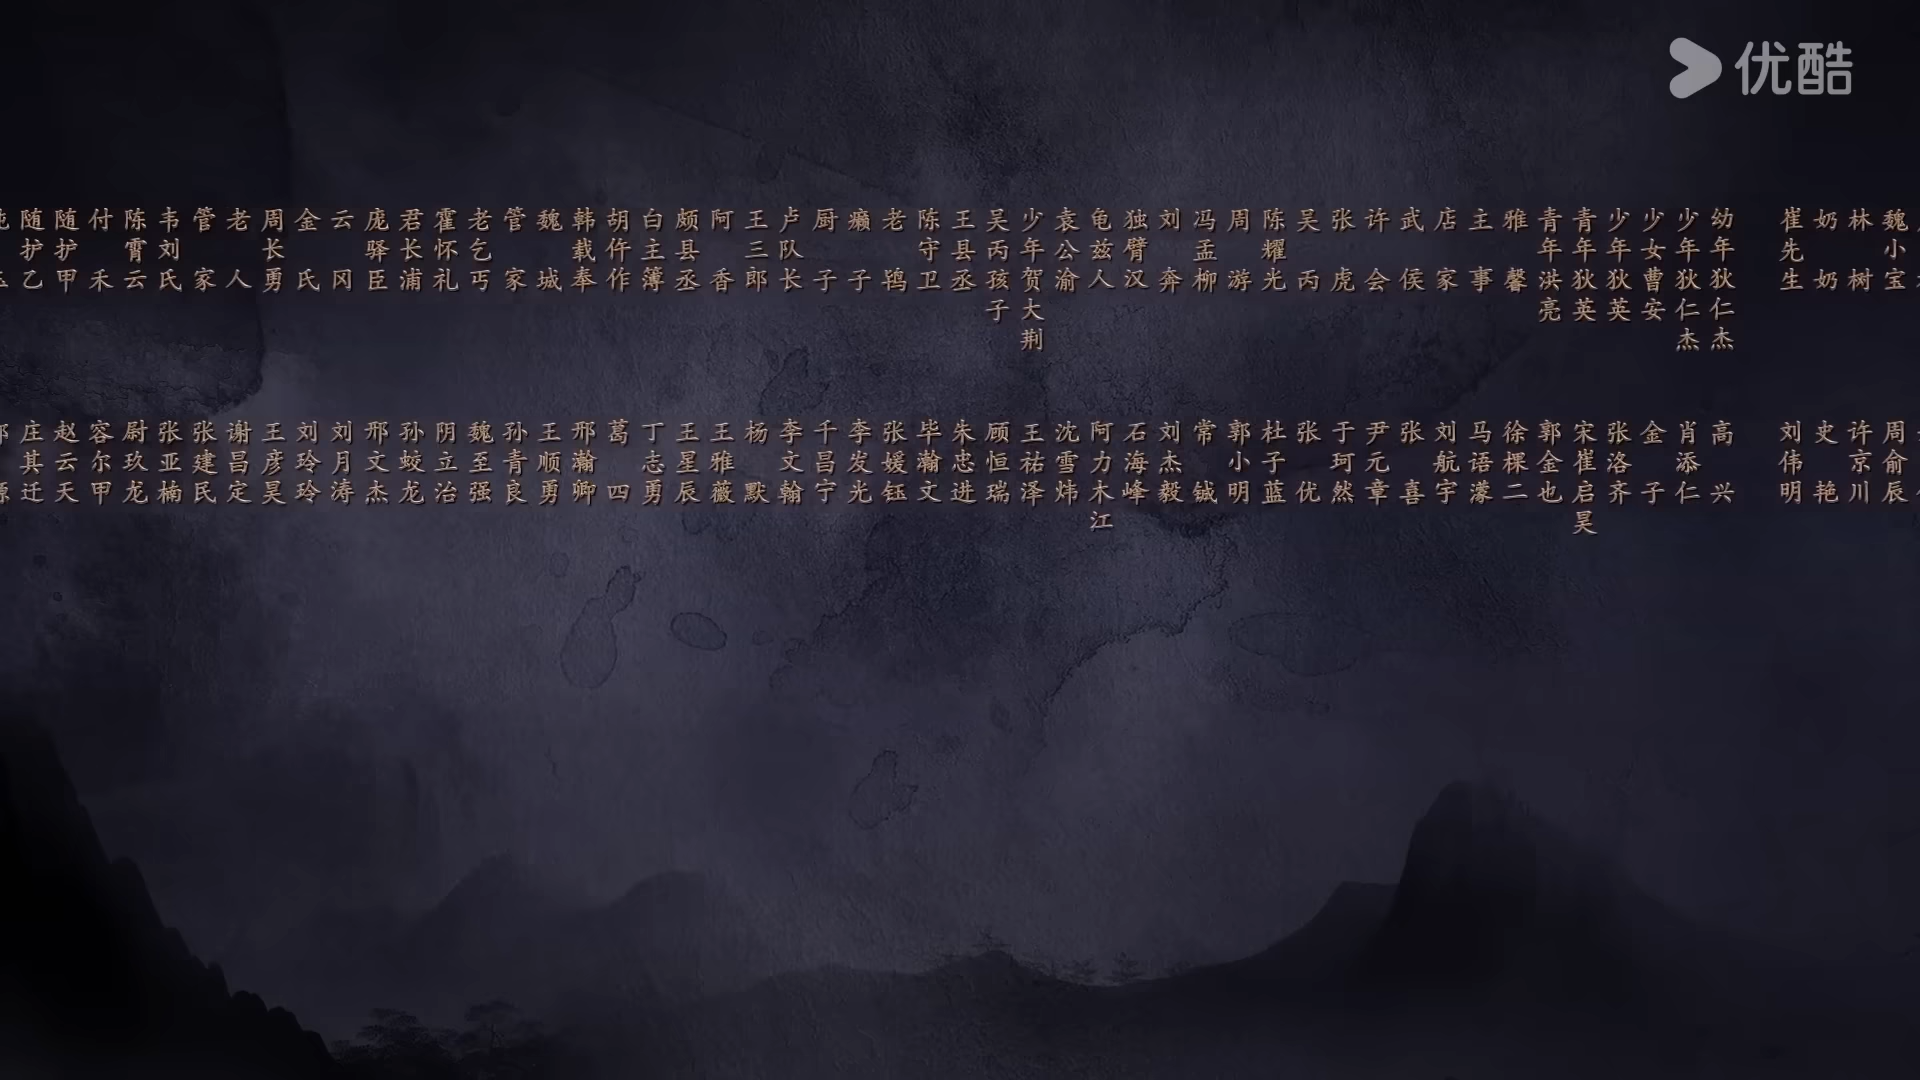 优酷
魏小宝
林树
奶奶
崔先生
幼年狄仁杰
少年狄仁杰
少女曹安
少年狄英
青年狄英
青年洪亮
雅馨
主事
店家
武侯
许会
张虎
吴丙
陈耀光
周游
冯孟柳
刘奔
独臂汉
龟兹人
袁公渝
少年贺大荆
吴丙孩子
王县丞
陈守卫
老鸨
癞子
厨子
卢队长
王三郎
阿香
颇县丞
白主薄
胡仵作
韩载奉
魏城
管家
老乞丐
霍怀礼
君长浦
庞驿臣
云冈
金氏
周长勇
老人
管家
韦刘氏
陈霄云
付禾
随护甲
随护乙
周俞辰
许京川
史艳
刘伟明
高兴
肖添仁
金子
张洛齐
宋崔启昊
郭金也
徐棵二
马语濛
刘航宇
张喜
尹元章
于珂然
张优
杜子蓝
郭小明
常铖
刘杰毅
石海峰
阿力木江
沈雪炜
王祐泽
顾恒瑞
朱忠进
毕瀚文
张媛钰
李发光
千昌宁
李文翰
杨默
王雅薇
王星辰
丁志勇
葛四
邢瀚卿
王顺勇
孙青良
魏至强
阴立治
孙蛟龙
邢文杰
刘月涛
刘玲玲
王彦昊
谢昌定
张建民
张亚楠
尉玖龙
容尔甲
赵云天
庄其迁